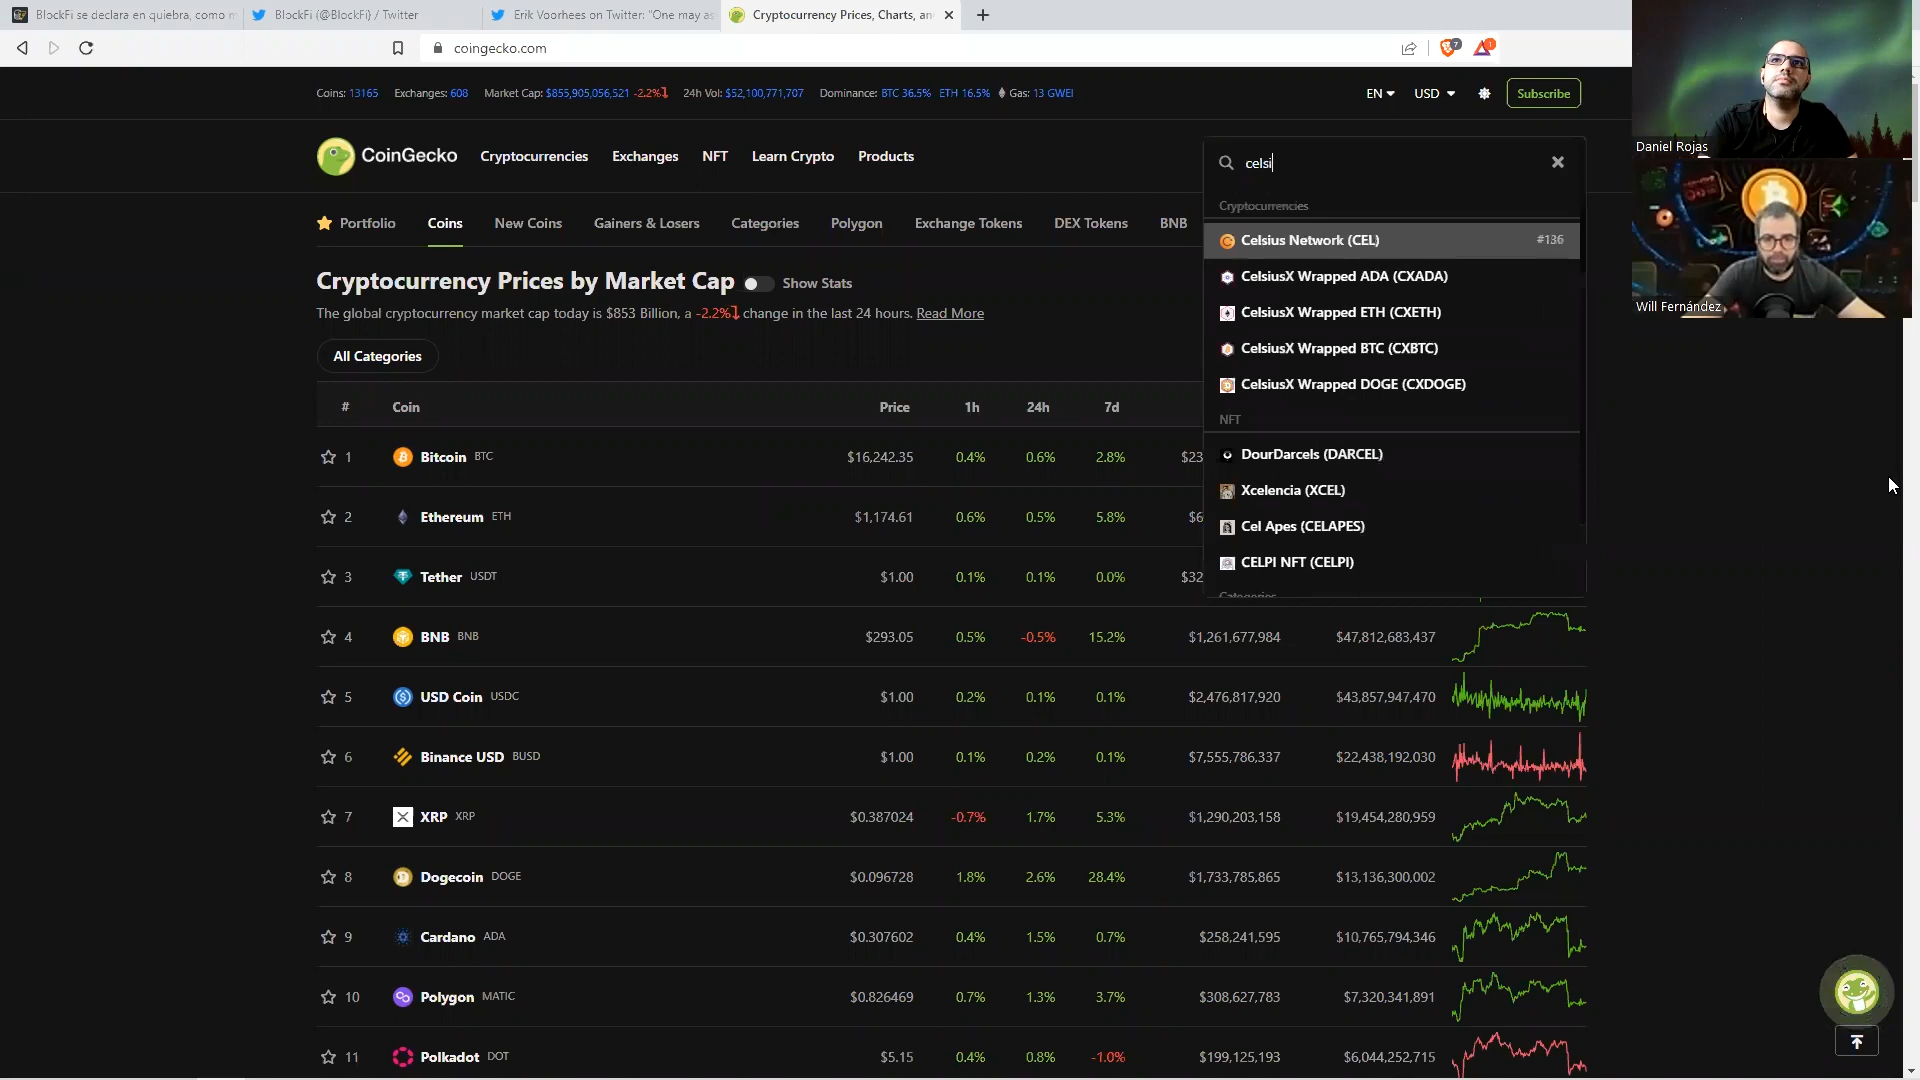 BlockFi se declara en quiebra, como m
BlockFi (@BlockFi) / Twitter
Erik Voorhees on Twitter: "One may as
Cryptocurrency Prices, Charts, an
coingecko.com
7
1
Coins: 13165 Exchanges: 608 Market Cap: $855,905,056,521 -2.2% 24h Vol: $52,100,771,707 Dominance: BTC 36.5% ETH 16.5% Gas: 13 GWEI
EN USD Subscribe
CoinGecko Cryptocurrencies Exchanges NFT Learn Crypto Products
celsi
Cryptocurrencies
Celsius Network (CEL) #136
CelsiusX Wrapped ADA (CXADA)
CelsiusX Wrapped ETH (CXETH)
CelsiusX Wrapped BTC (CXBTC)
CelsiusX Wrapped DOGE (CXDOGE)
NFT
DourDarcels (DARCEL)
Xcelencia (XCEL)
Cel Apes (CELAPES)
CELPI NFT (CELPI)
Categories
Portfolio Coins New Coins Gainers & Losers Categories Polygon Exchange Tokens DEX Tokens BNB
Cryptocurrency Prices by Market Cap Show Stats
The global cryptocurrency market cap today is $853 Billion, a -2.2% change in the last 24 hours. Read More
All Categories
# Coin Price 1h 24h 7d
1 Bitcoin BTC $16,242.35 0.4% 0.6% 2.8% $23
2 Ethereum ETH $1,174.61 0.6% 0.5% 5.8% $6
3 Tether USDT $1.00 0.1% 0.1% 0.0% $32
4 BNB BNB $293.05 0.5% -0.5% 15.2% $1,261,677,984 $47,812,683,437
5 USD Coin USDC $1.00 0.2% 0.1% 0.1% $2,476,817,920 $43,857,947,470
6 Binance USD BUSD $1.00 0.1% 0.2% 0.1% $7,555,786,337 $22,438,192,030
7 XRP XRP $0.387024 -0.7% 1.7% 5.3% $1,290,203,158 $19,454,280,959
8 Dogecoin DOGE $0.096728 1.8% 2.6% 28.4% $1,733,785,865 $13,136,300,002
9 Cardano ADA $0.307602 0.4% 1.5% 0.7% $258,241,595 $10,765,794,346
10 Polygon MATIC $0.826469 0.7% 1.3% 3.7% $308,627,783 $7,320,341,891
11 Polkadot DOT $5.15 0.4% 0.8% -1.0% $199,125,193 $6,044,252,715
Daniel Rojas
Will Fernández